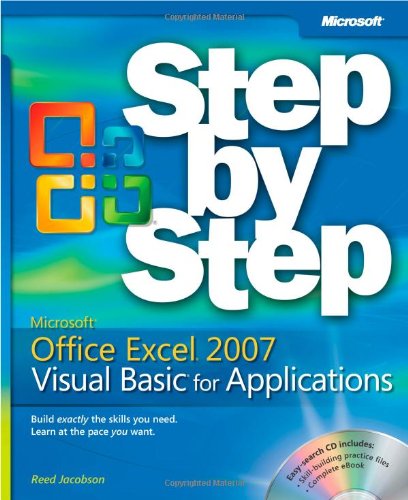 Copyrighted Material
Microsoft®
Step
by
Step
Microsoft®
Office Excel® 2007
Visual Basic® for Applications
Build exactly the skills you need.
Learn at the pace you want.
Easy-search CD includes:
• Skill-building practice files
• Complete eBook
Reed Jacobson
Copyrighted Material